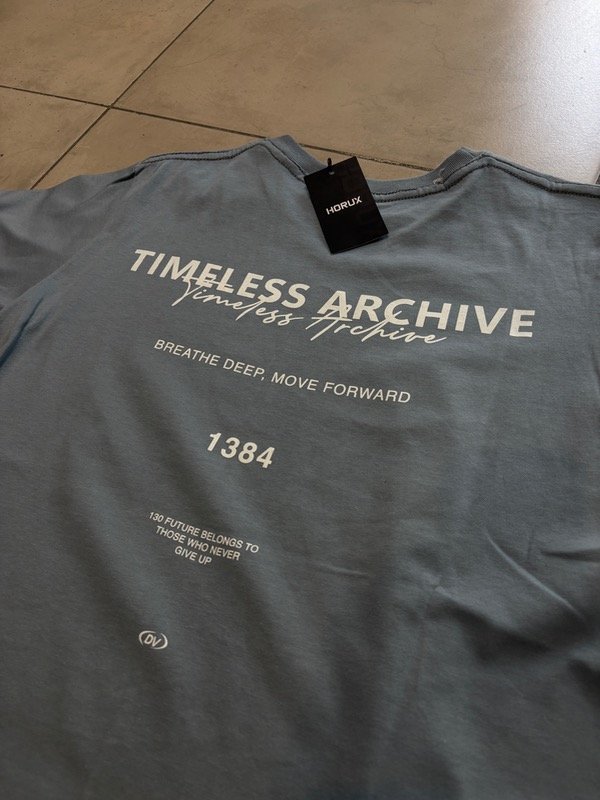 HORUX
TIMELESS ARCHIVE
Timeless Archive
BREATHE DEEP, MOVE FORWARD
1384
130 FUTURE BELONGS TO
THOSE WHO NEVER
GIVE UP
DV